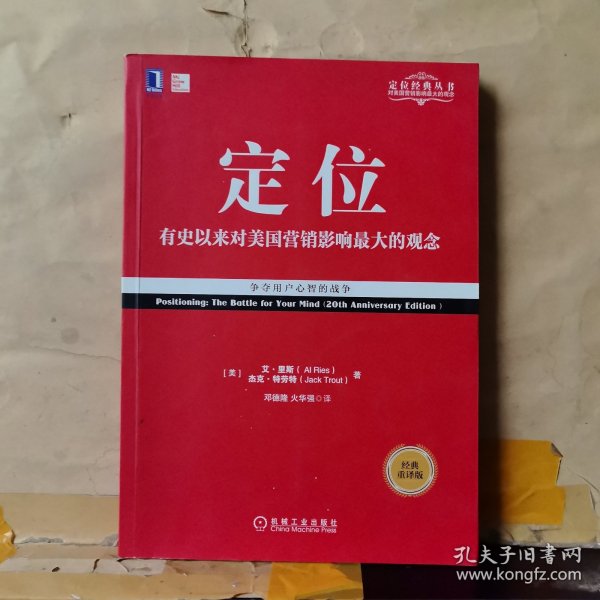 定位经典丛书
对美国营销影响最大的观念
定位
有史以来对美国营销影响最大的观念
争夺用户心智的战争
Positioning: The Battle for Your Mind (20th Anniversary Edition )
[美] 艾·里斯（Al Ries）
杰克·特劳特（Jack Trout） 著
邓德隆 火华强◎译
经典
重译版
机械工业出版社
China Machine Press
孔夫子旧书网
www.kongfz.com